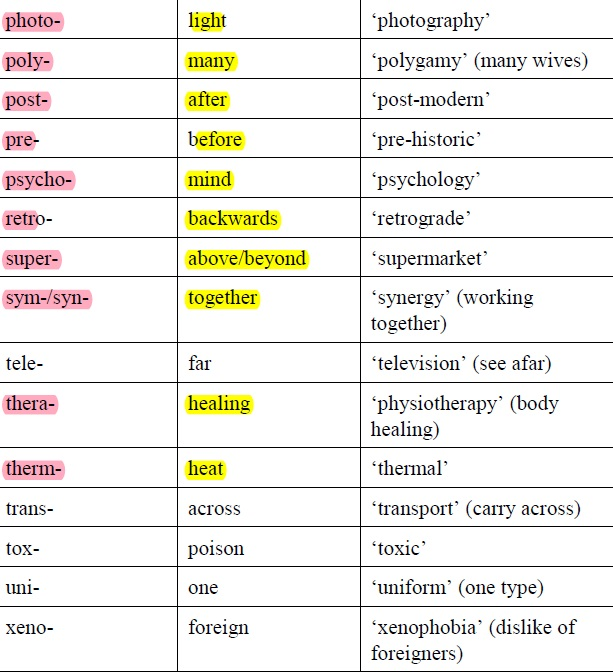 photo- light ‘photography’
poly- many ‘polygamy’ (many wives)
post- after ‘post-modern’
pre- before ‘pre-historic’
psycho- mind ‘psychology’
retro- backwards ‘retrograde’
super- above/beyond ‘supermarket’
sym-/syn- together ‘synergy’ (working
together)
tele- far ‘television’ (see afar)
thera- healing ‘physiotherapy’ (body
healing)
therm- heat ‘thermal’
trans- across ‘transport’ (carry across)
tox- poison ‘toxic’
uni- one ‘uniform’ (one type)
xeno- foreign ‘xenophobia’ (dislike of
foreigners)